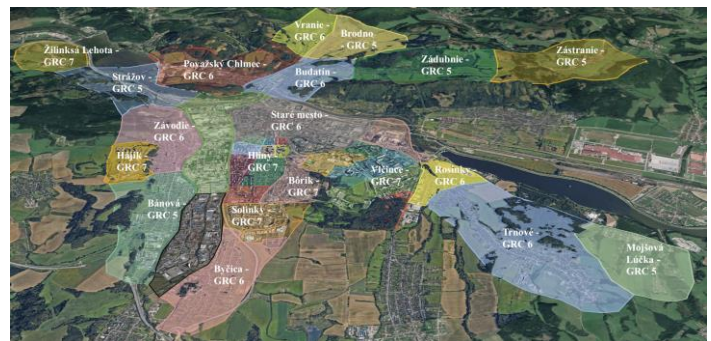 Vranie -
GRC 6
Brodno
- GRC 5
Žilinksa Lehota -
GRC 7
Považský Chlmec -
GRC 6
Strážov -
GRC 5
Budatín -
GRC 6
Zádubnie -
GRC 5
Zástranie -
GRC 5
Závodie -
GRC 6
Staré mesto -
GRC 6
Hájik -
GRC 7
Hliny -
GRC 7
Bôrik -
GRC 7
Vlčince -
GRC 7
Rosinky -
GRC 6
Bánová -
GRC 5
Solinky -
GRC 7
Trnové -
GRC 6
Mojšová
Lúčka -
GRC 5
Byčica -
GRC 6